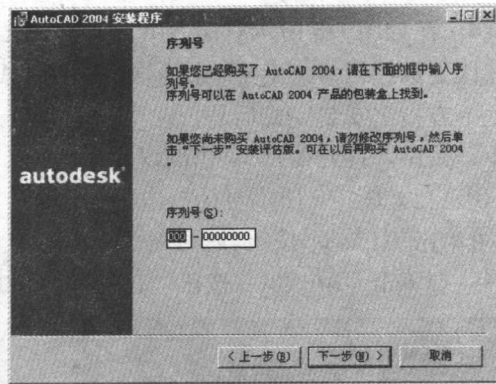 AutoCAD 2004 安装程序
序列号
如果您已经购买了 AutoCAD 2004，请在下面的框中输入序
列号。
序列号可以在 AutoCAD 2004 产品的包装盒上找到。
如果您尚未购买 AutoCAD 2004，请勿修改序列号，然后单
击“下一步”安装评估版。可在以后再购买 AutoCAD 2004
。
autodesk
序列号(S):
000 - 00000000
<上一步(B) 下一步(N)> 取消